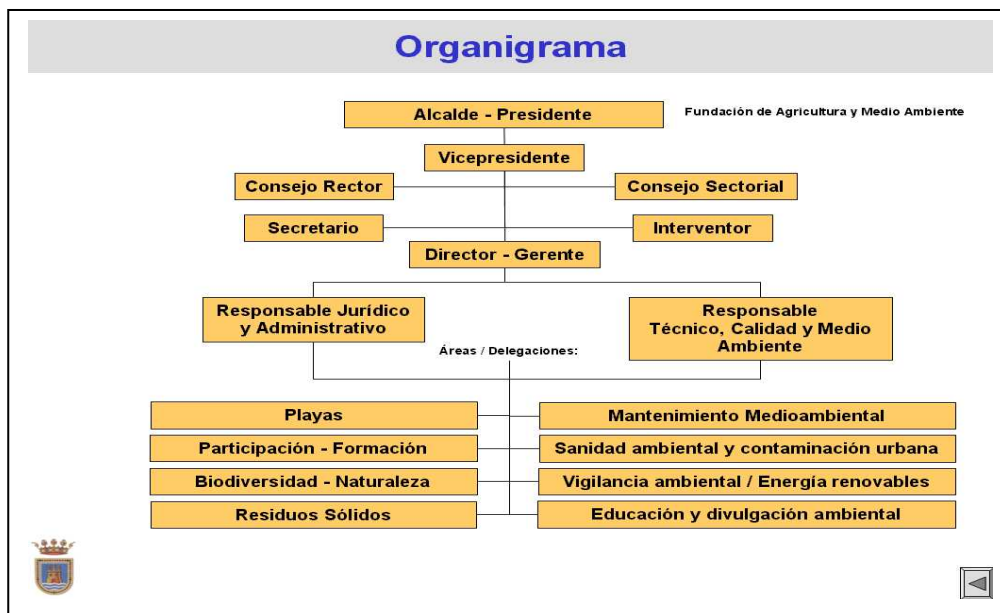 Organigrama
Alcalde - Presidente
Fundación de Agricultura y Medio Ambiente
Vicepresidente
Consejo Rector
Consejo Sectorial
Secretario
Interventor
Director - Gerente
Responsable Jurídico
y Administrativo
Responsable
Técnico, Calidad y Medio
Ambiente
Áreas / Delegaciones:
Playas
Mantenimiento Medioambiental
Participación - Formación
Sanidad ambiental y contaminación urbana
Biodiversidad - Naturaleza
Vigilancia ambiental / Energía renovables
Residuos Sólidos
Educación y divulgación ambiental